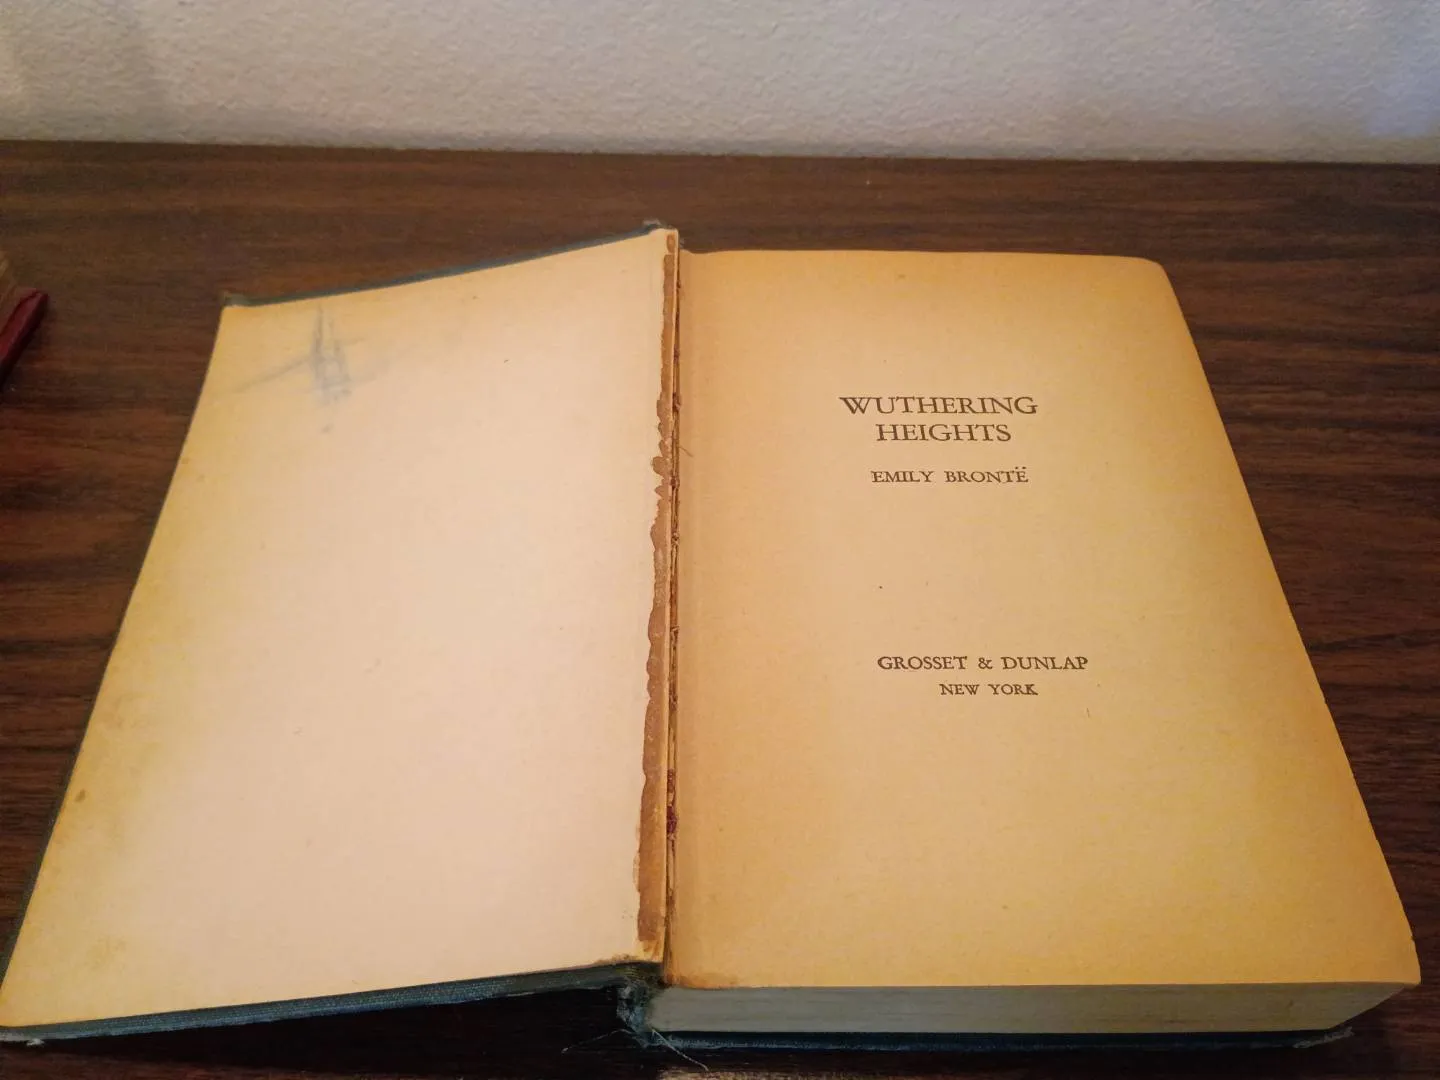 WUTHERING
HEIGHTS
EMILY BRONTË
GROSSET & DUNLAP
NEW YORK